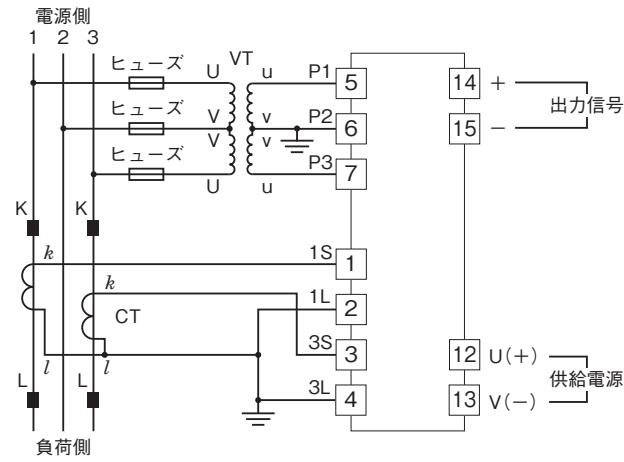 電源側
1 2 3
ヒューズ
VT
U
u
P1
5
14
+
V
v
P2
ヒューズ
6
15
−
出力信号
V
v
ヒューズ
U
u
P3
7
K
K
k
1S
1
k
1L
2
CT
3S
3
12
U(+)
l
l
L
L
3L
4
13
V(−)
供給電源
負荷側